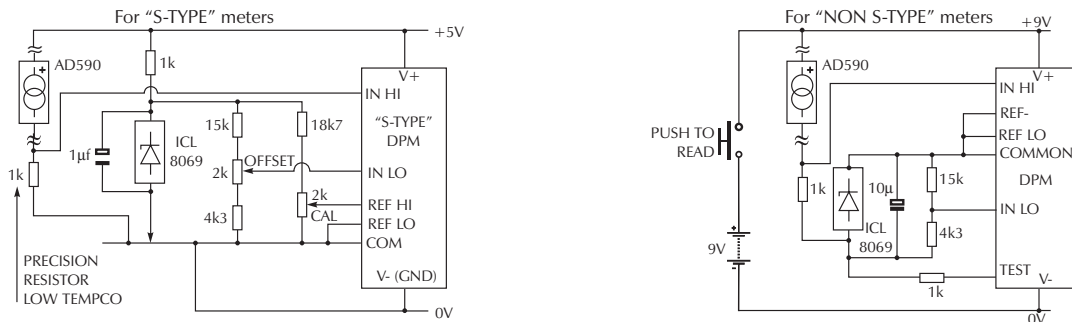 For “S-TYPE” meters
+5V
AD590
1k
V+
IN HI
“S-TYPE”
DPM
15k
18k7
1µf
ICL
8069
OFFSET
IN LO
1k
2k
2k
REF HI
CAL
REF LO
4k3
COM
PRECISION
RESISTOR
LOW TEMPCO
V- (GND)
0V
For “NON S-TYPE” meters
+9V
AD590
V+
IN HI
REF-
PUSH TO
READ
REF LO
COMMON
1k
10µ
15k
DPM
IN LO
ICL
8069
4k3
9V
TEST
1k
V-
0V